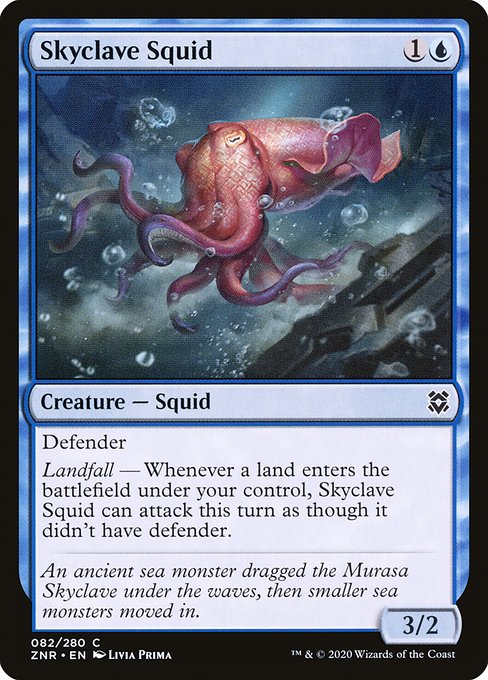 Skyclave Squid 1
Creature — Squid
Defender
Landfall — Whenever a land enters the
battlefield under your control, Skyclave
Squid can attack this turn as though it
didn't have defender.
An ancient sea monster dragged the Murasa
Skyclave under the waves, then smaller sea
monsters moved in.
3/2
082/280 C
ZNR • EN Livia Prima
™ & © 2020 Wizards of the Coast